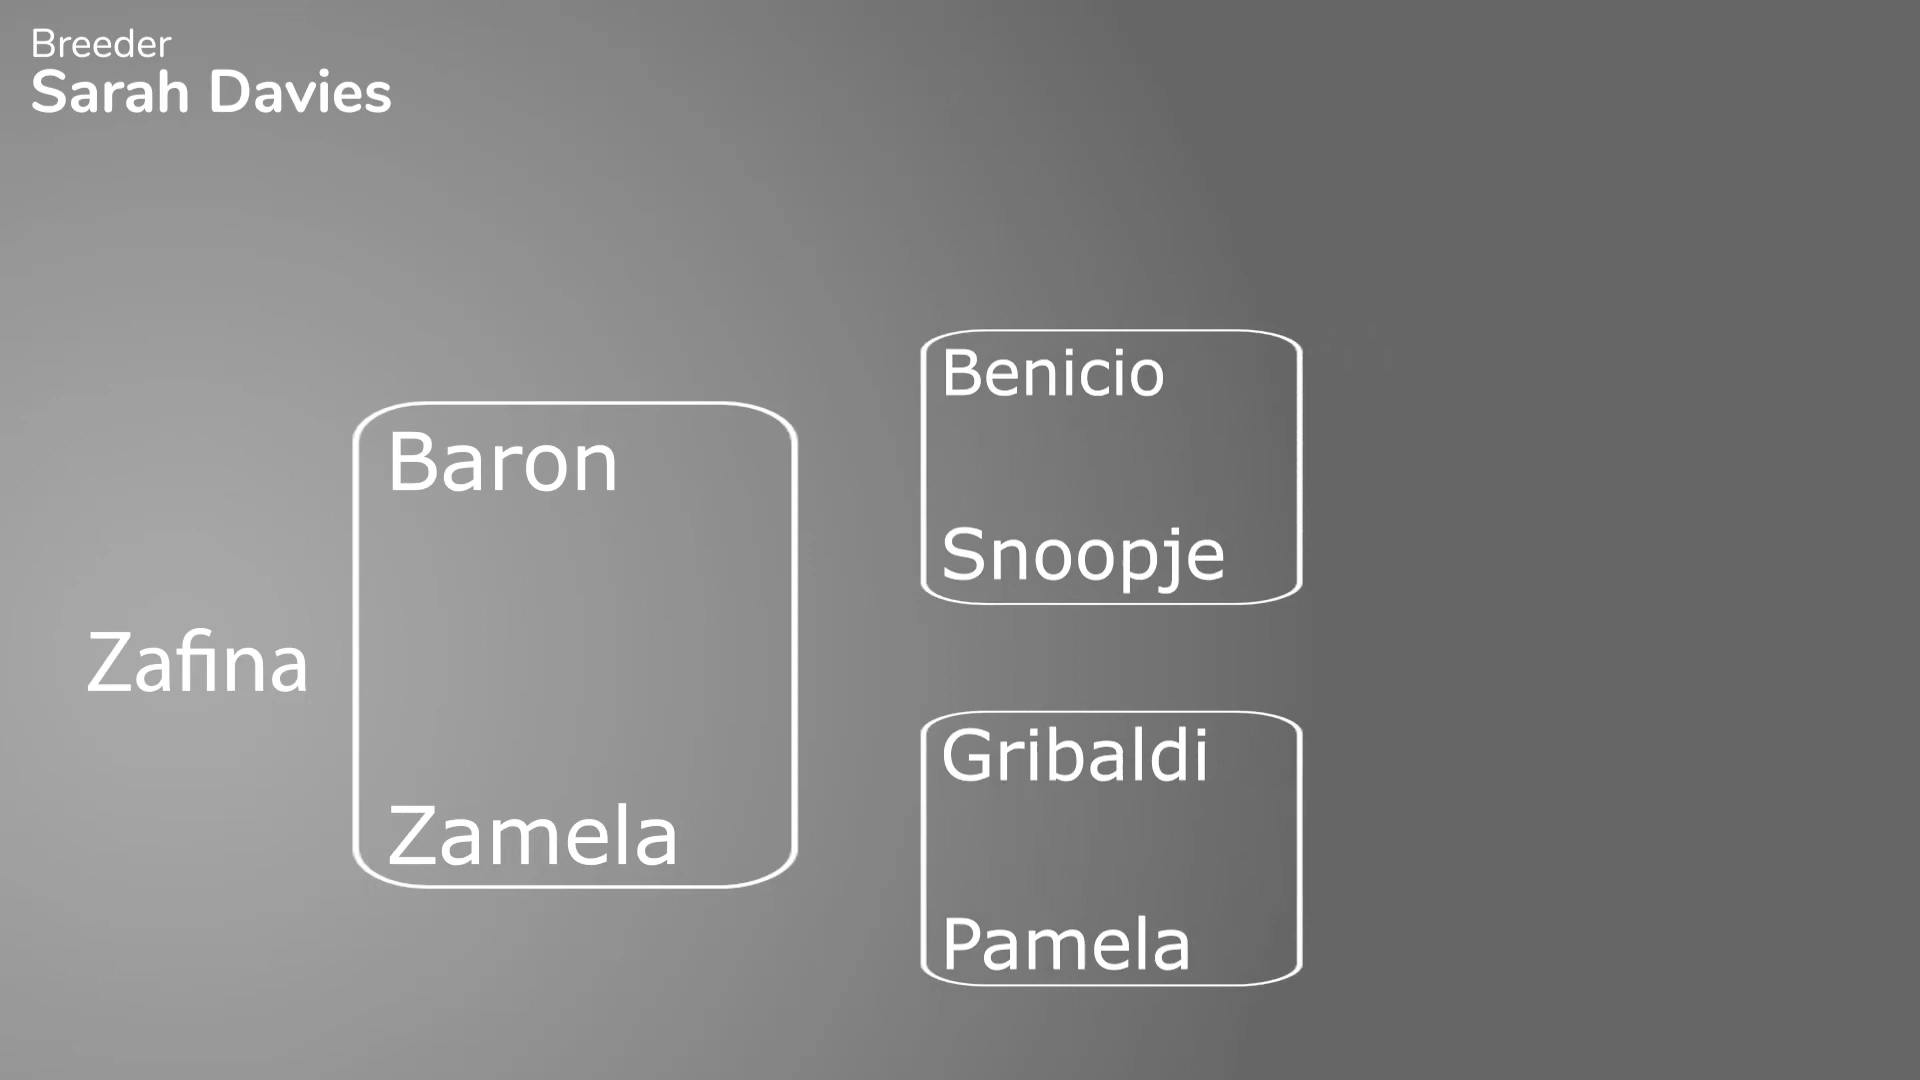 Breeder
Sarah Davies
Zafina
Baron
Zamela
Benicio
Snoopje
Gribaldi
Pamela